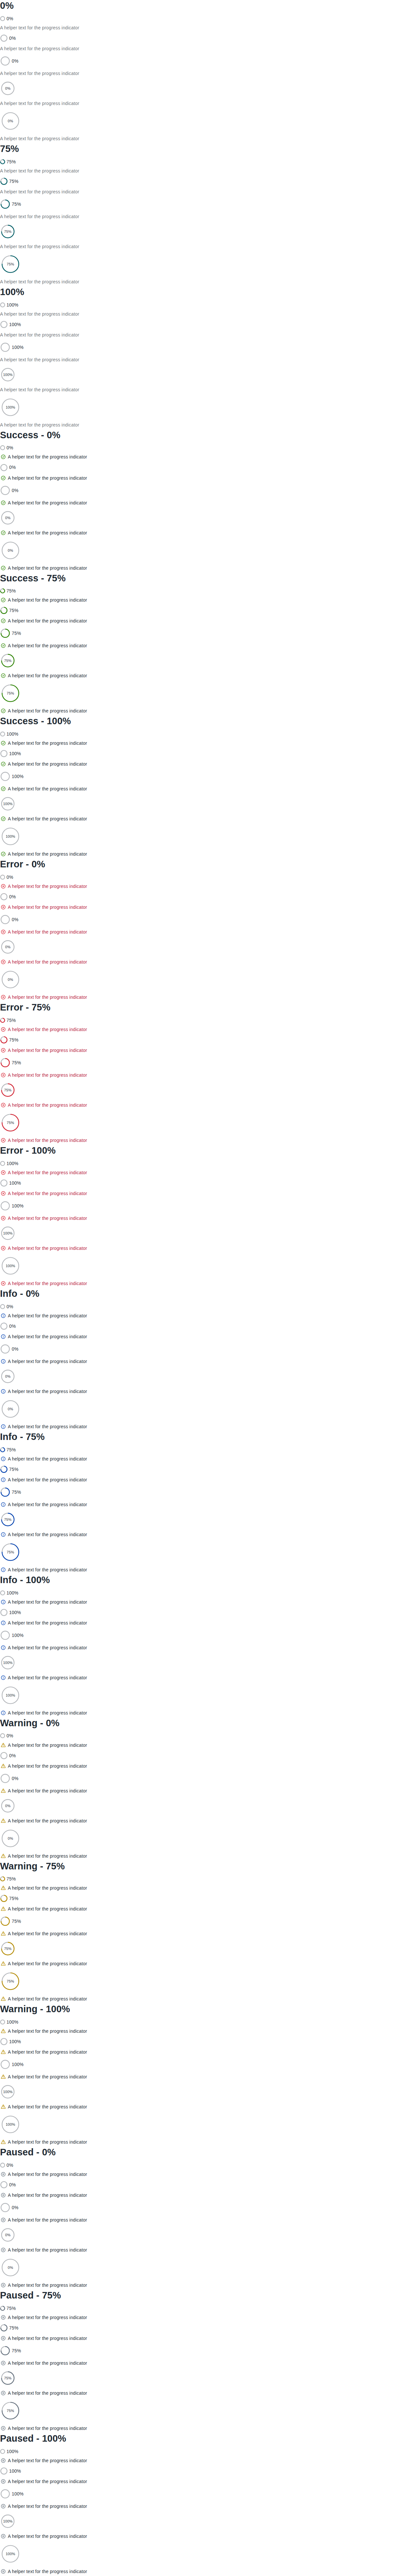 0%
0%
A helper text for the progress indicator
0%
A helper text for the progress indicator
0%
A helper text for the progress indicator
0%
A helper text for the progress indicator
0%
A helper text for the progress indicator
75%
75%
A helper text for the progress indicator
75%
A helper text for the progress indicator
75%
A helper text for the progress indicator
75%
A helper text for the progress indicator
75%
A helper text for the progress indicator
100%
100%
A helper text for the progress indicator
100%
A helper text for the progress indicator
100%
A helper text for the progress indicator
100%
A helper text for the progress indicator
100%
A helper text for the progress indicator
Success - 0%
0%
A helper text for the progress indicator
0%
A helper text for the progress indicator
0%
A helper text for the progress indicator
0%
A helper text for the progress indicator
0%
A helper text for the progress indicator
Success - 75%
75%
A helper text for the progress indicator
75%
A helper text for the progress indicator
75%
A helper text for the progress indicator
75%
A helper text for the progress indicator
75%
A helper text for the progress indicator
Success - 100%
100%
A helper text for the progress indicator
100%
A helper text for the progress indicator
100%
A helper text for the progress indicator
100%
A helper text for the progress indicator
100%
A helper text for the progress indicator
Error - 0%
0%
A helper text for the progress indicator
0%
A helper text for the progress indicator
0%
A helper text for the progress indicator
0%
A helper text for the progress indicator
0%
A helper text for the progress indicator
Error - 75%
75%
A helper text for the progress indicator
75%
A helper text for the progress indicator
75%
A helper text for the progress indicator
75%
A helper text for the progress indicator
75%
A helper text for the progress indicator
Error - 100%
100%
A helper text for the progress indicator
100%
A helper text for the progress indicator
100%
A helper text for the progress indicator
100%
A helper text for the progress indicator
100%
A helper text for the progress indicator
Info - 0%
0%
A helper text for the progress indicator
0%
A helper text for the progress indicator
0%
A helper text for the progress indicator
0%
A helper text for the progress indicator
0%
A helper text for the progress indicator
Info - 75%
75%
A helper text for the progress indicator
75%
A helper text for the progress indicator
75%
A helper text for the progress indicator
75%
A helper text for the progress indicator
75%
A helper text for the progress indicator
Info - 100%
100%
A helper text for the progress indicator
100%
A helper text for the progress indicator
100%
A helper text for the progress indicator
100%
A helper text for the progress indicator
100%
A helper text for the progress indicator
Warning - 0%
0%
A helper text for the progress indicator
0%
A helper text for the progress indicator
0%
A helper text for the progress indicator
0%
A helper text for the progress indicator
0%
A helper text for the progress indicator
Warning - 75%
75%
A helper text for the progress indicator
75%
A helper text for the progress indicator
75%
A helper text for the progress indicator
75%
A helper text for the progress indicator
75%
A helper text for the progress indicator
Warning - 100%
100%
A helper text for the progress indicator
100%
A helper text for the progress indicator
100%
A helper text for the progress indicator
100%
A helper text for the progress indicator
100%
A helper text for the progress indicator
Paused - 0%
0%
A helper text for the progress indicator
0%
A helper text for the progress indicator
0%
A helper text for the progress indicator
0%
A helper text for the progress indicator
0%
A helper text for the progress indicator
Paused - 75%
75%
A helper text for the progress indicator
75%
A helper text for the progress indicator
75%
A helper text for the progress indicator
75%
A helper text for the progress indicator
75%
A helper text for the progress indicator
Paused - 100%
100%
A helper text for the progress indicator
100%
A helper text for the progress indicator
100%
A helper text for the progress indicator
100%
A helper text for the progress indicator
100%
A helper text for the progress indicator